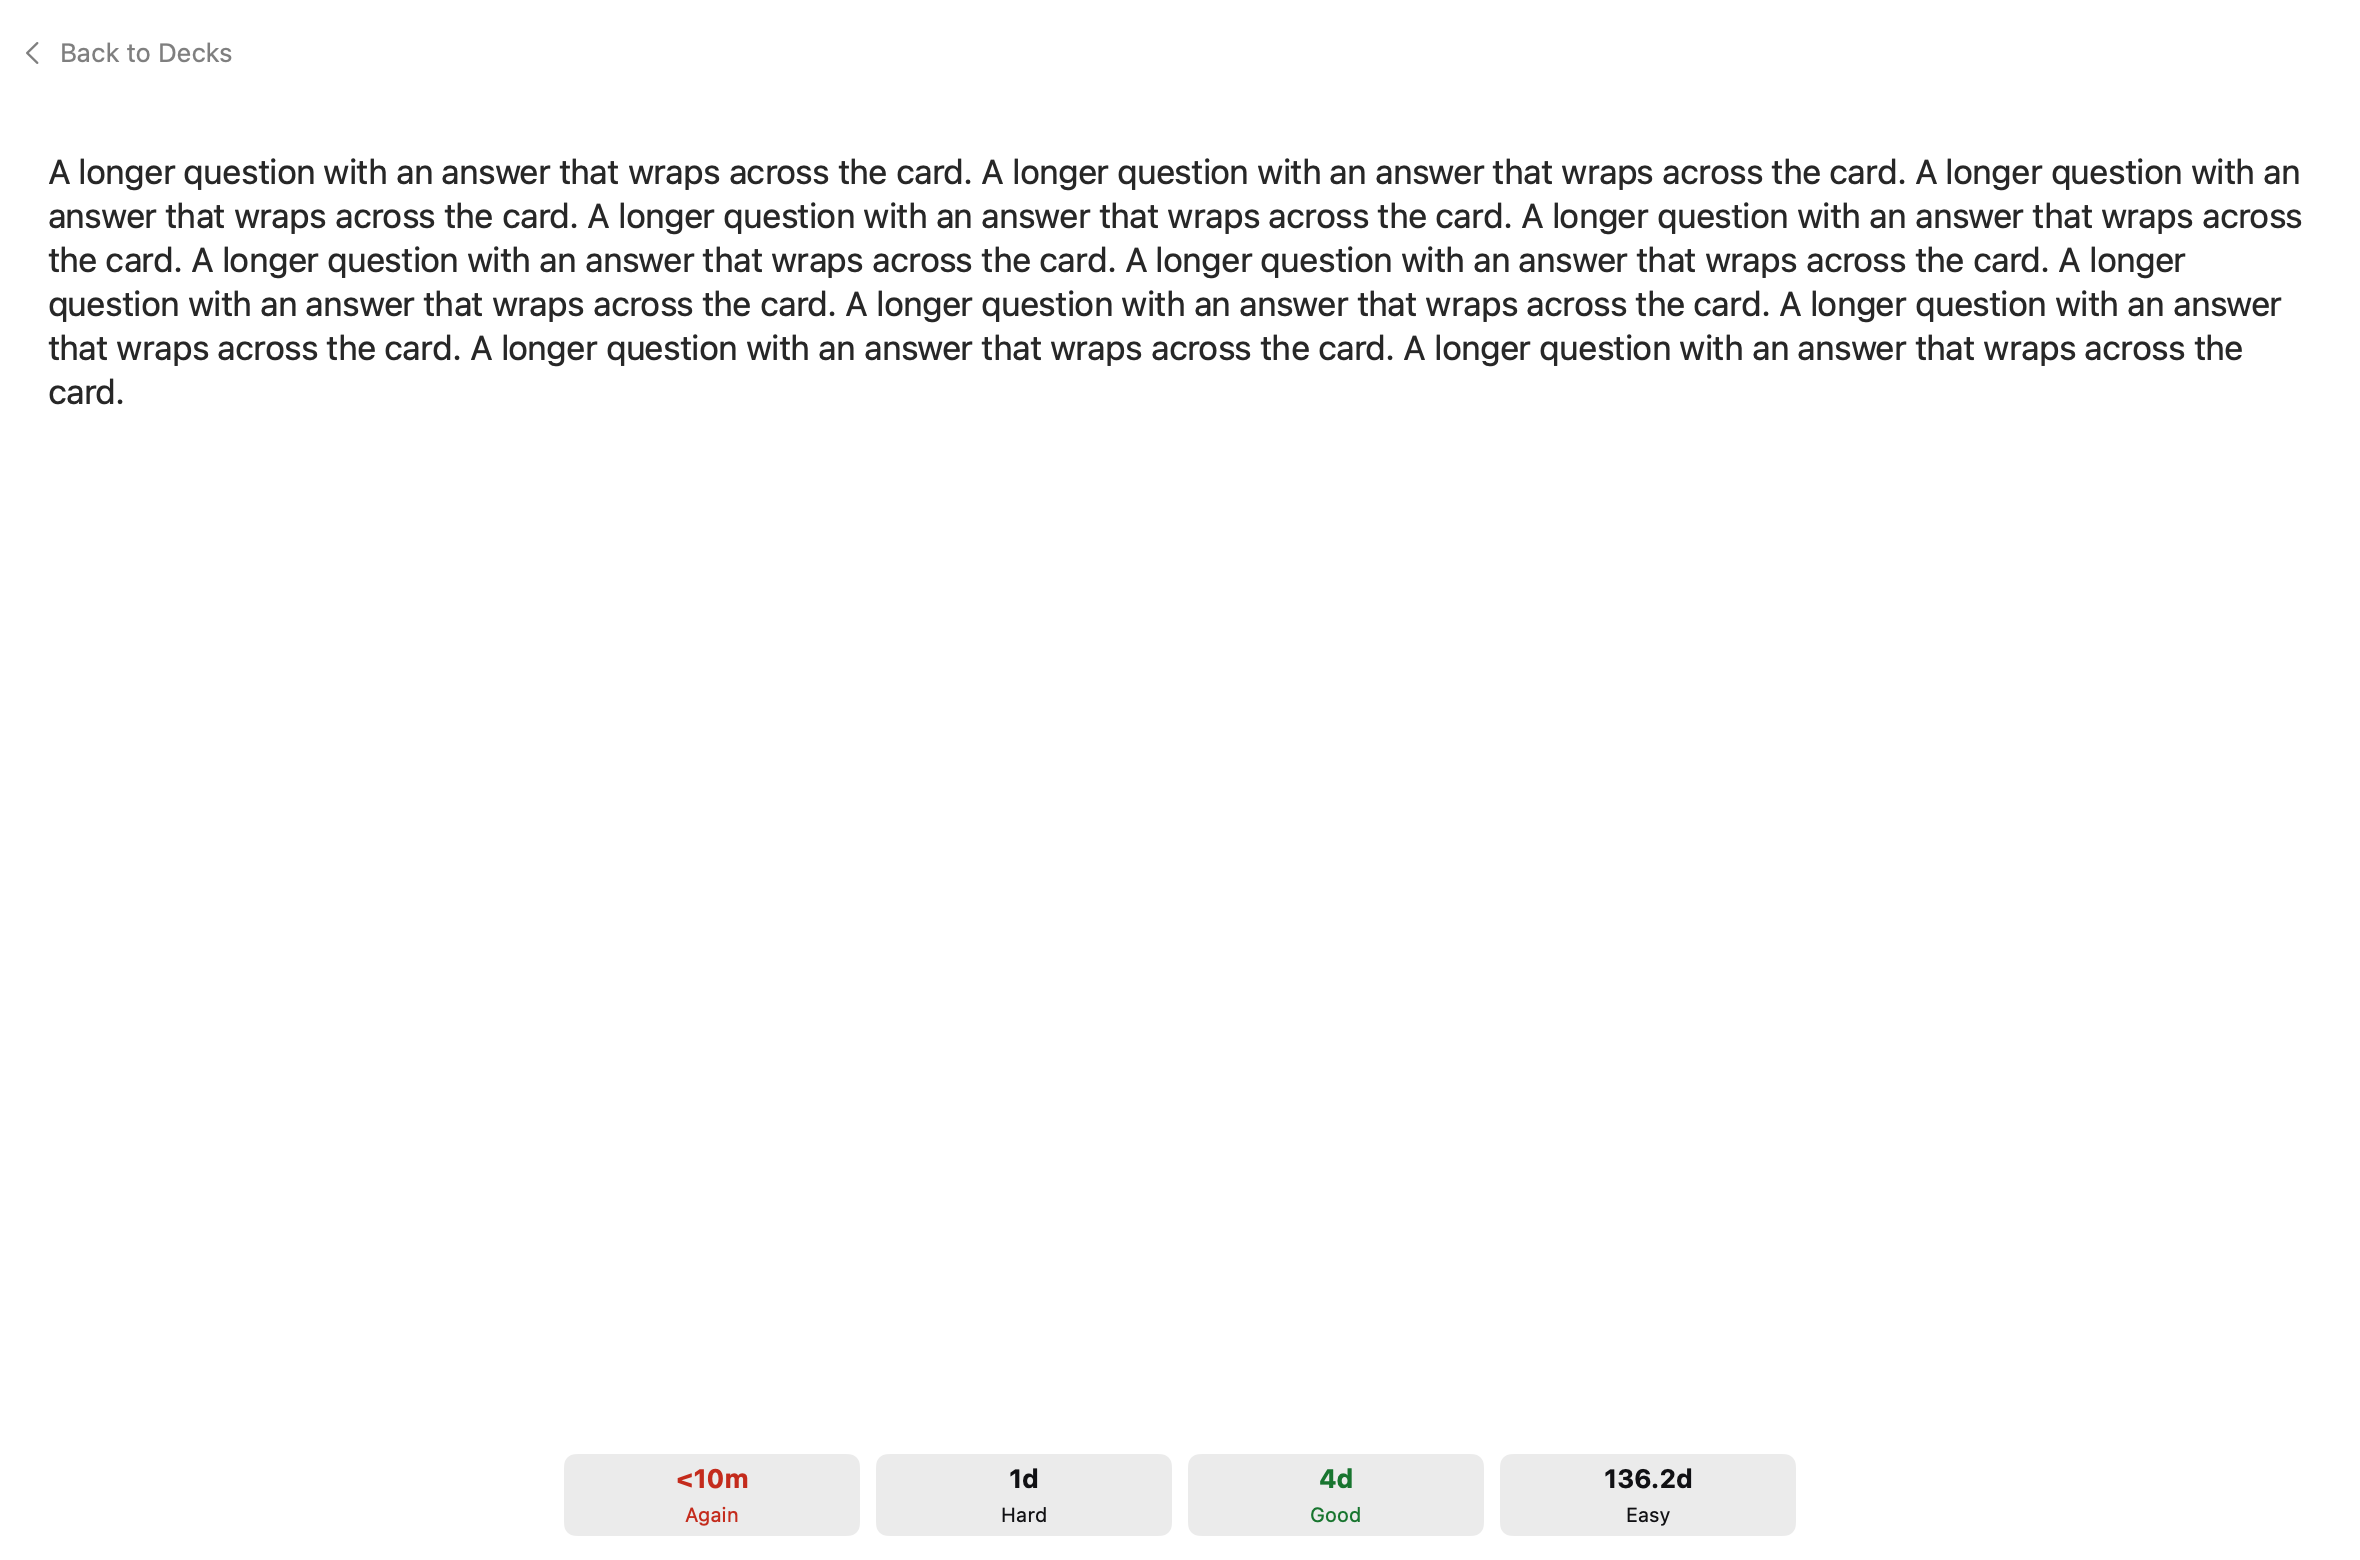 Back to Decks
A longer question with an answer that wraps across the card. A longer question with an answer that wraps across the card. A longer question with an
answer that wraps across the card. A longer question with an answer that wraps across the card. A longer question with an answer that wraps across
the card. A longer question with an answer that wraps across the card. A longer question with an answer that wraps across the card. A longer
question with an answer that wraps across the card. A longer question with an answer that wraps across the card. A longer question with an answer
that wraps across the card. A longer question with an answer that wraps across the card. A longer question with an answer that wraps across the
card.
<10m
Again
1d
Hard
4d
Good
136.2d
Easy